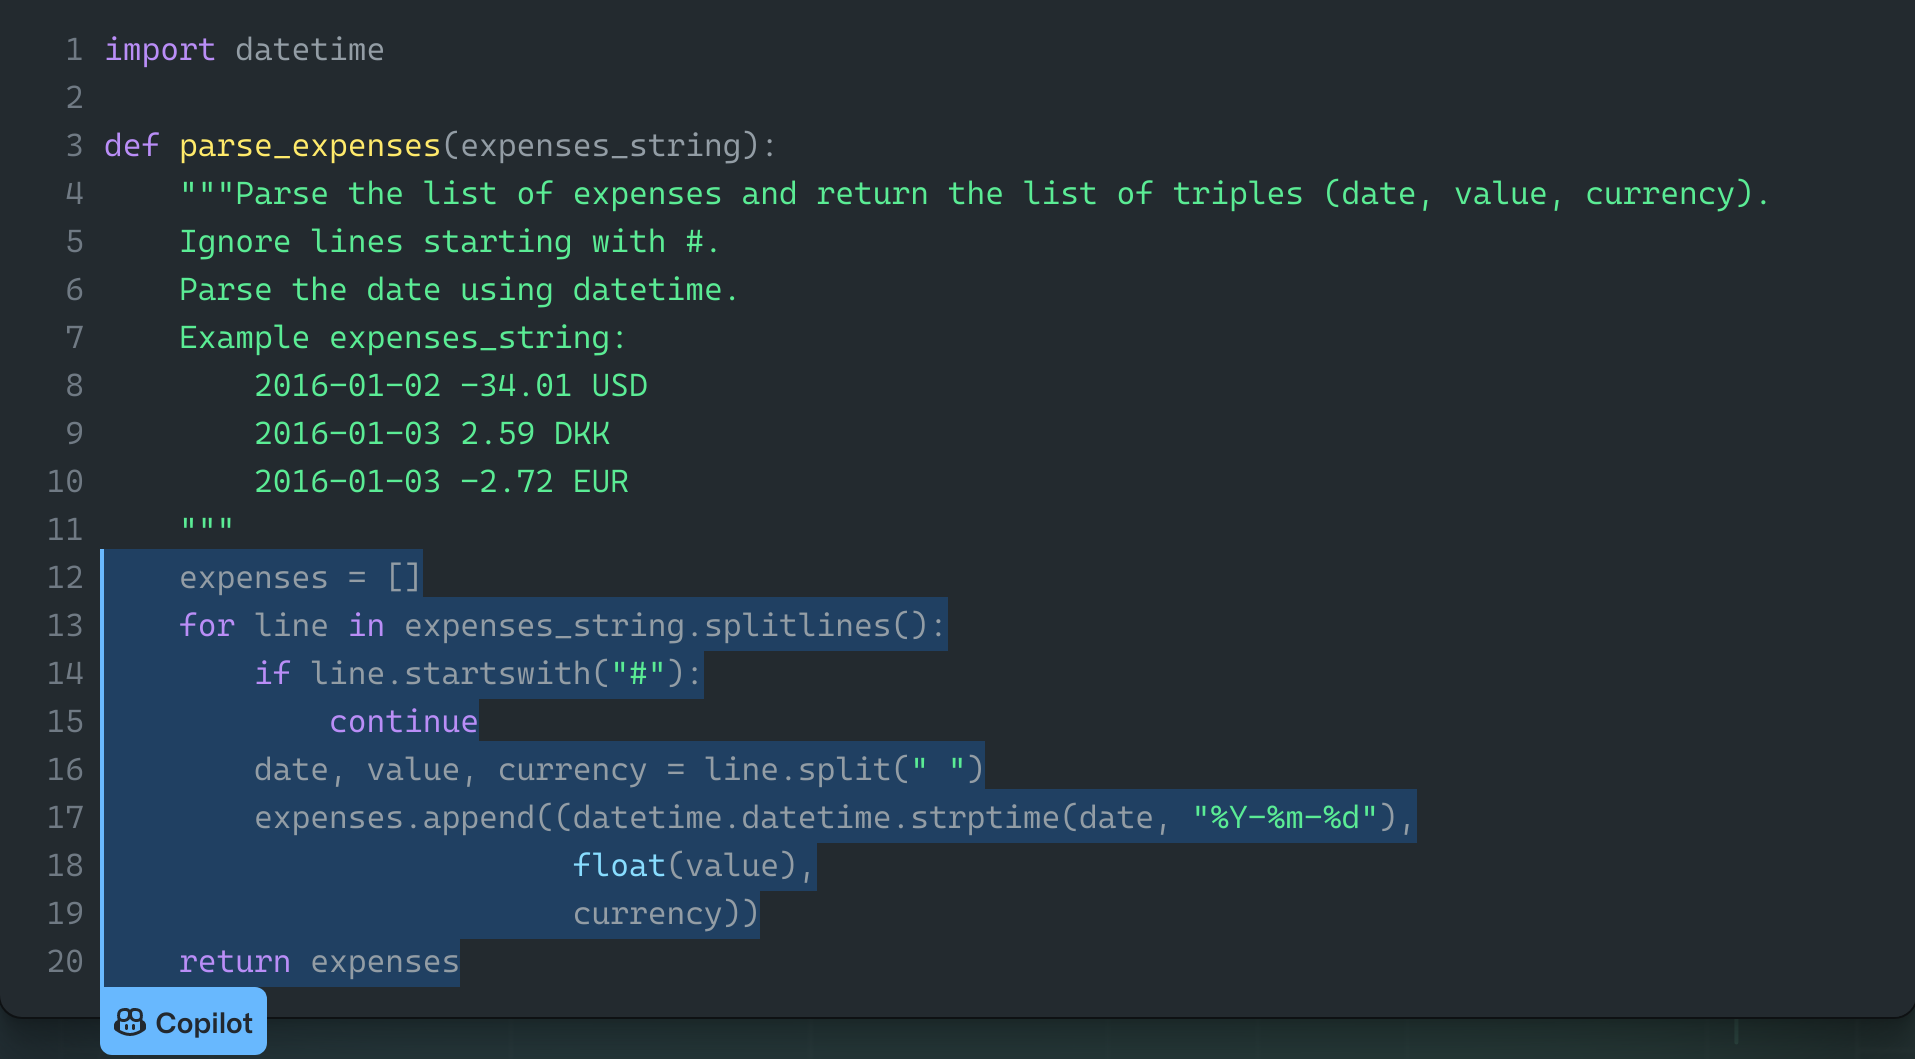 1 import datetime
2
3 def parse_expenses(expenses_string):
4     """Parse the list of expenses and return the list of triples (date, value, currency).
5     Ignore lines starting with #.
6     Parse the date using datetime.
7     Example expenses_string:
8         2016-01-02 -34.01 USD
9         2016-01-03 2.59 DKK
10         2016-01-03 -2.72 EUR
11     """
12     expenses = []
13     for line in expenses_string.splitlines():
14         if line.startswith("#"):
15             continue
16         date, value, currency = line.split(" ")
17         expenses.append((datetime.datetime.strptime(date, "%Y-%m-%d"),
18                          float(value),
19                          currency))
20     return expenses
Copilot